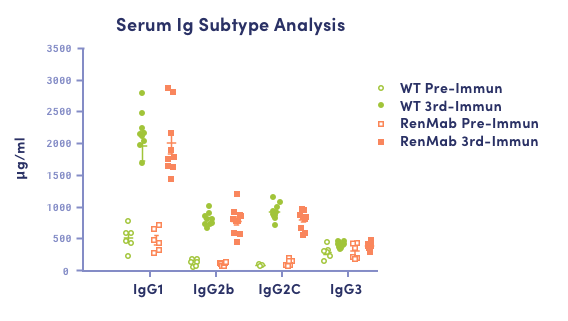 Serum Ig Subtype Analysis
3500
3000
2500
2000
1500
1000
500
0
µg/ml
IgG1
IgG2b
IgG2C
IgG3
WT Pre-Immun
WT 3rd-Immun
RenMab Pre-Immun
RenMab 3rd-Immun